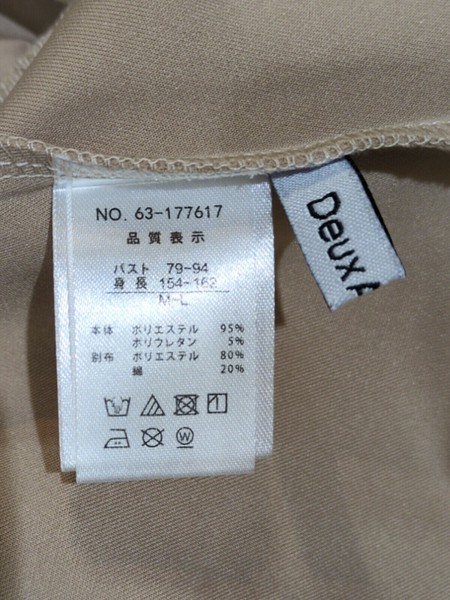 NO. 63-177617
品質表示
バスト 79-94
身長 154-162
M-L
本体 ポリエステル 95%
ポリウレタン 5%
別布 ポリエステル 80%
綿 20%
Deux